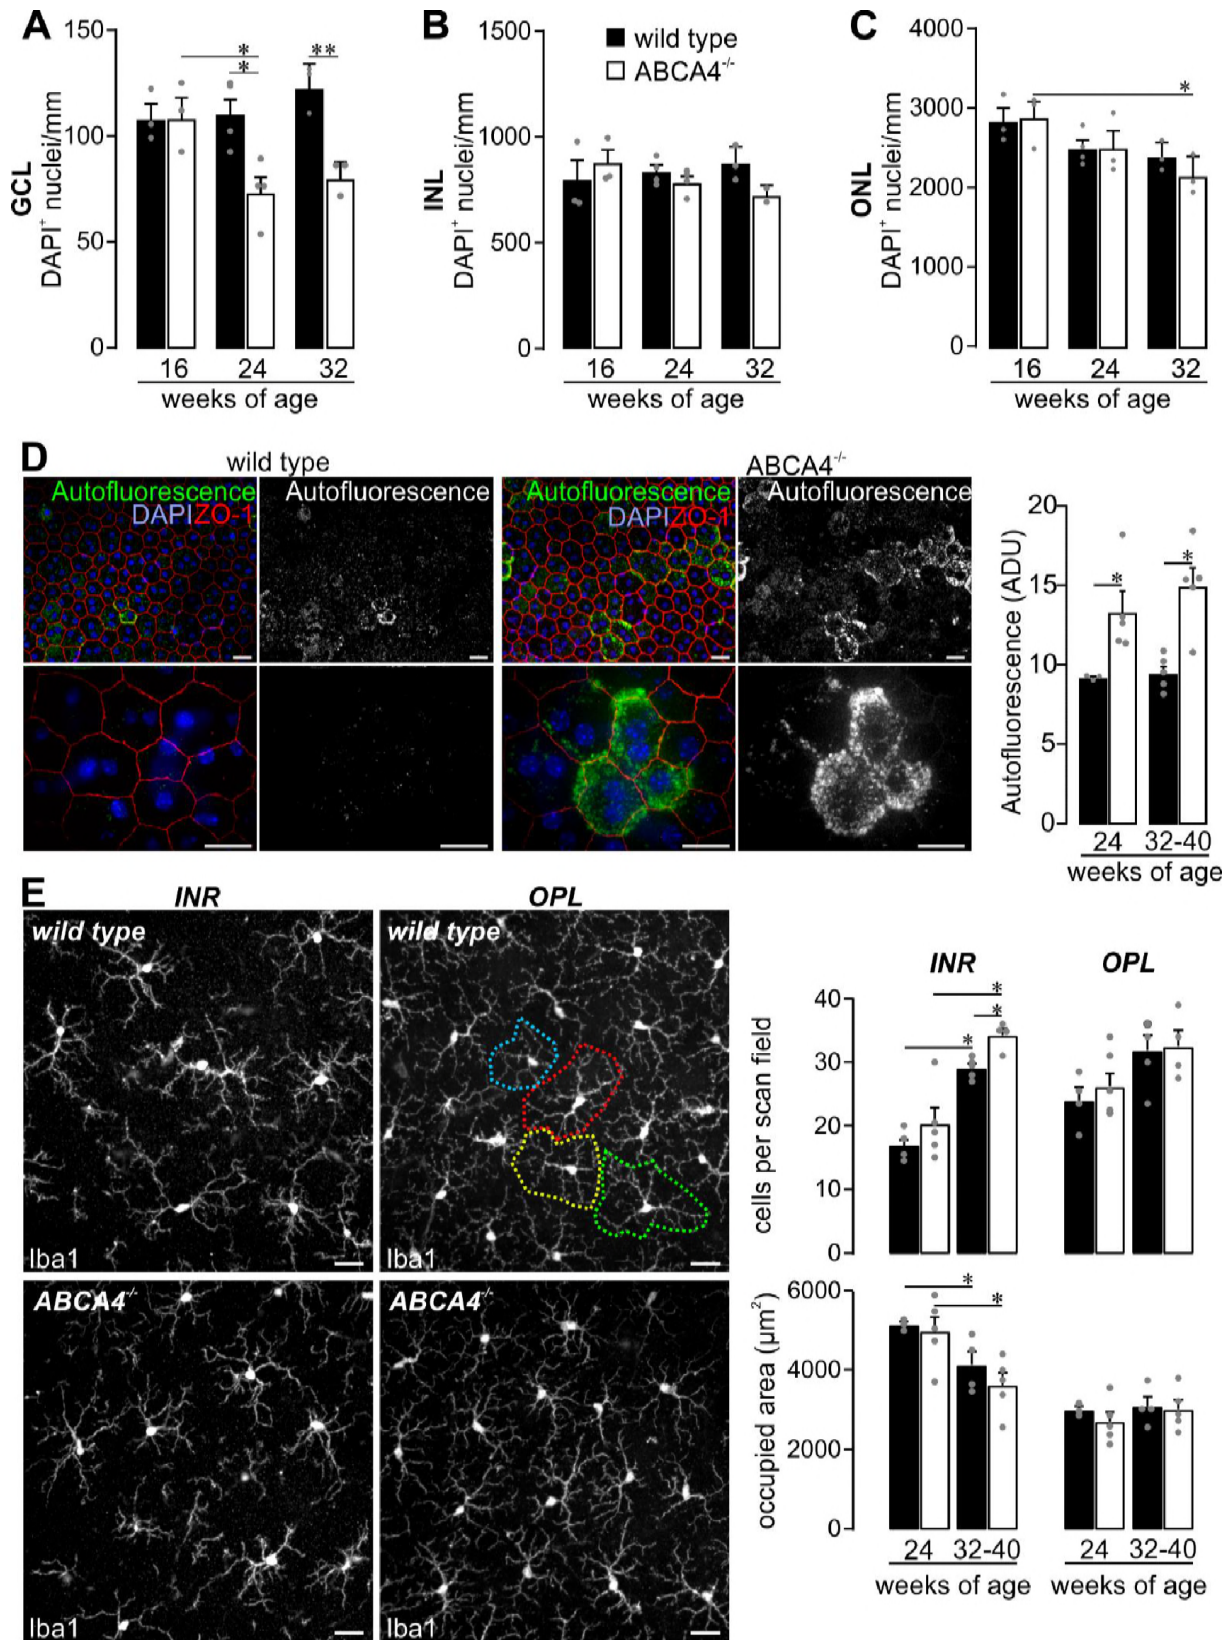 A
150
100
50
0
GCL
DAPI⁺ nuclei/mm
*
*
**
16 24 32
weeks of age
B
1500
1000
500
0
INL
DAPI⁺ nuclei/mm
wild type
ABCA4⁻/⁻
16 24 32
weeks of age
C
4000
3000
2000
1000
0
ONL
DAPI⁺ nuclei/mm
*
16 24 32
weeks of age
D
wild type
ABCA4⁻/⁻
Autofluorescence
DAPI ZO-1
Autofluorescence
Autofluorescence
DAPI ZO-1
Autofluorescence
20
15
10
5
0
Autofluorescence (ADU)
*
*
24 32-40
weeks of age
E
INR
OPL
wild type
Iba1
wild type
Iba1
ABCA4⁻/⁻
Iba1
ABCA4⁻/⁻
Iba1
INR
OPL
40
30
20
10
0
cells per scan field
*
*
*
6000
4000
2000
0
occupied area (µm²)
*
*
24 32-40
weeks of age
24 32-40
weeks of age